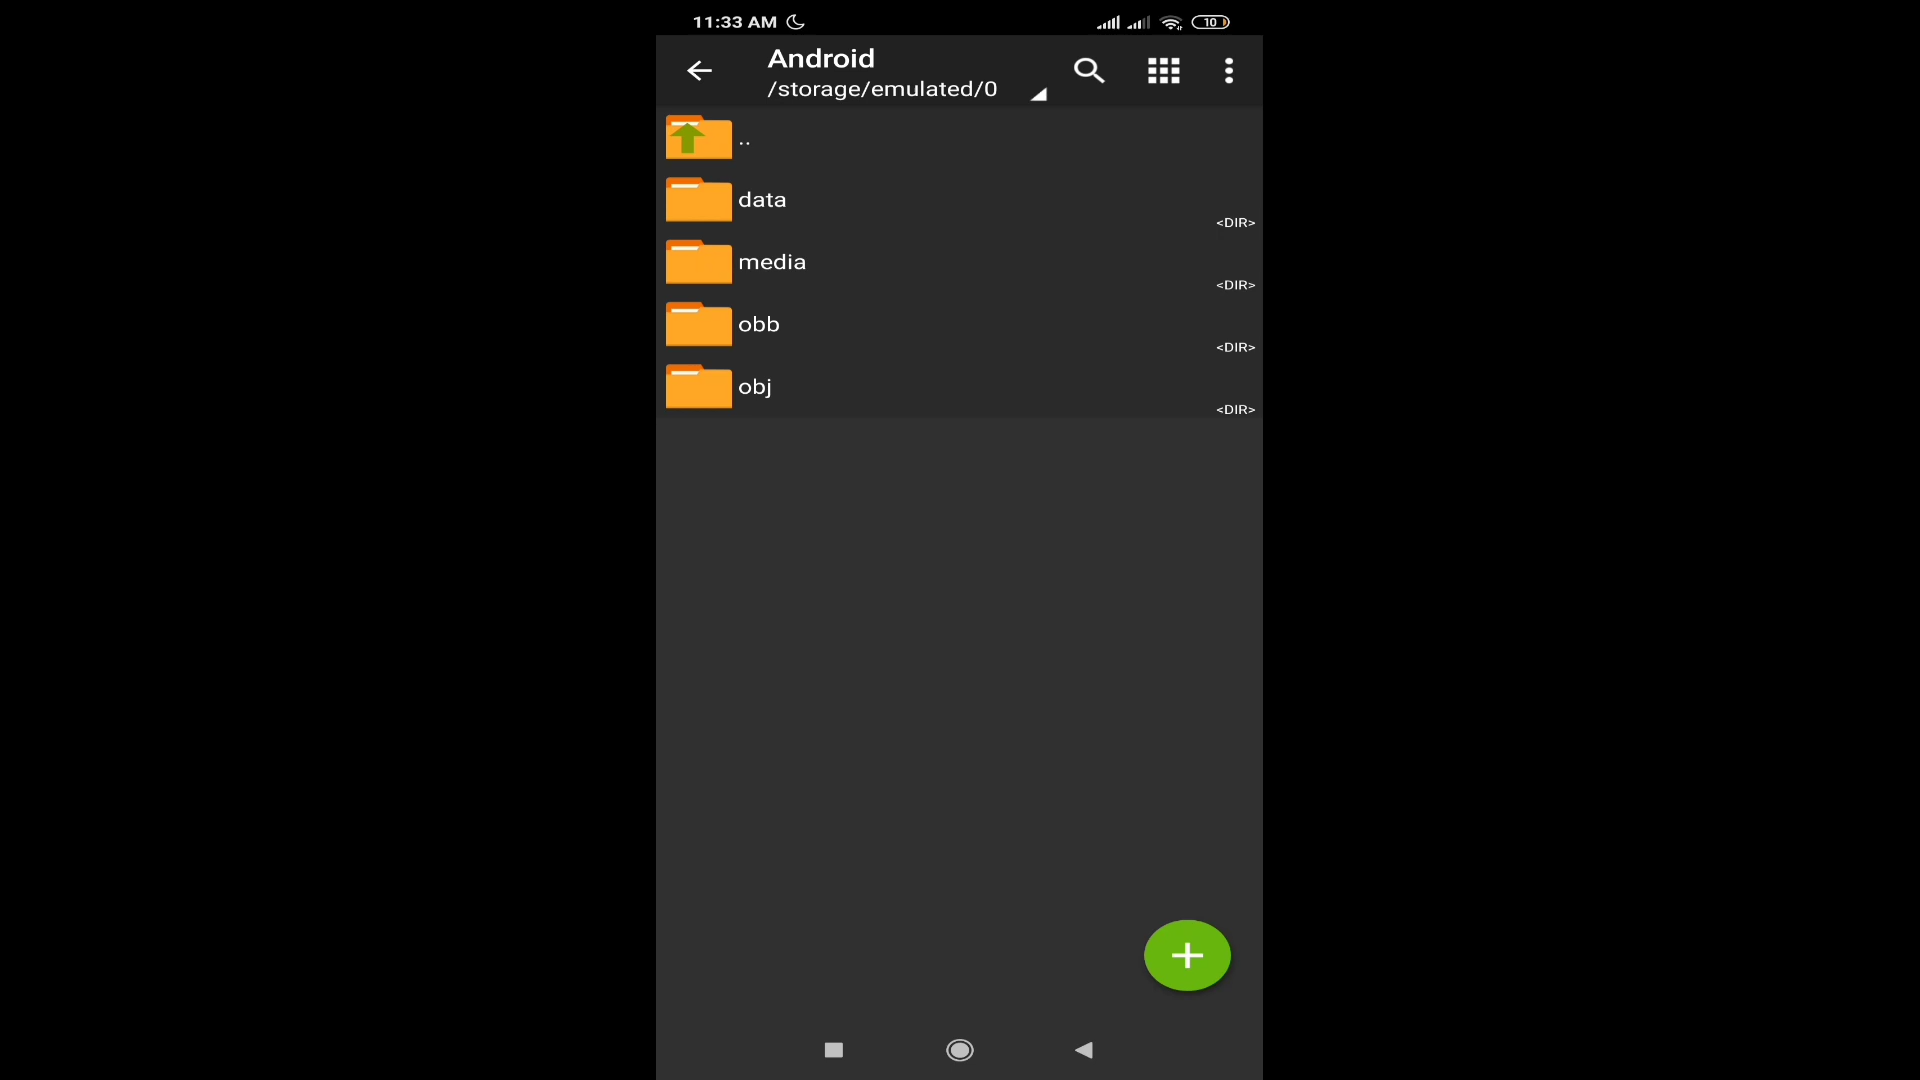 11:33 AM
10
Android
/storage/emulated/0
..
data
<DIR>
media
<DIR>
obb
<DIR>
obj
<DIR>